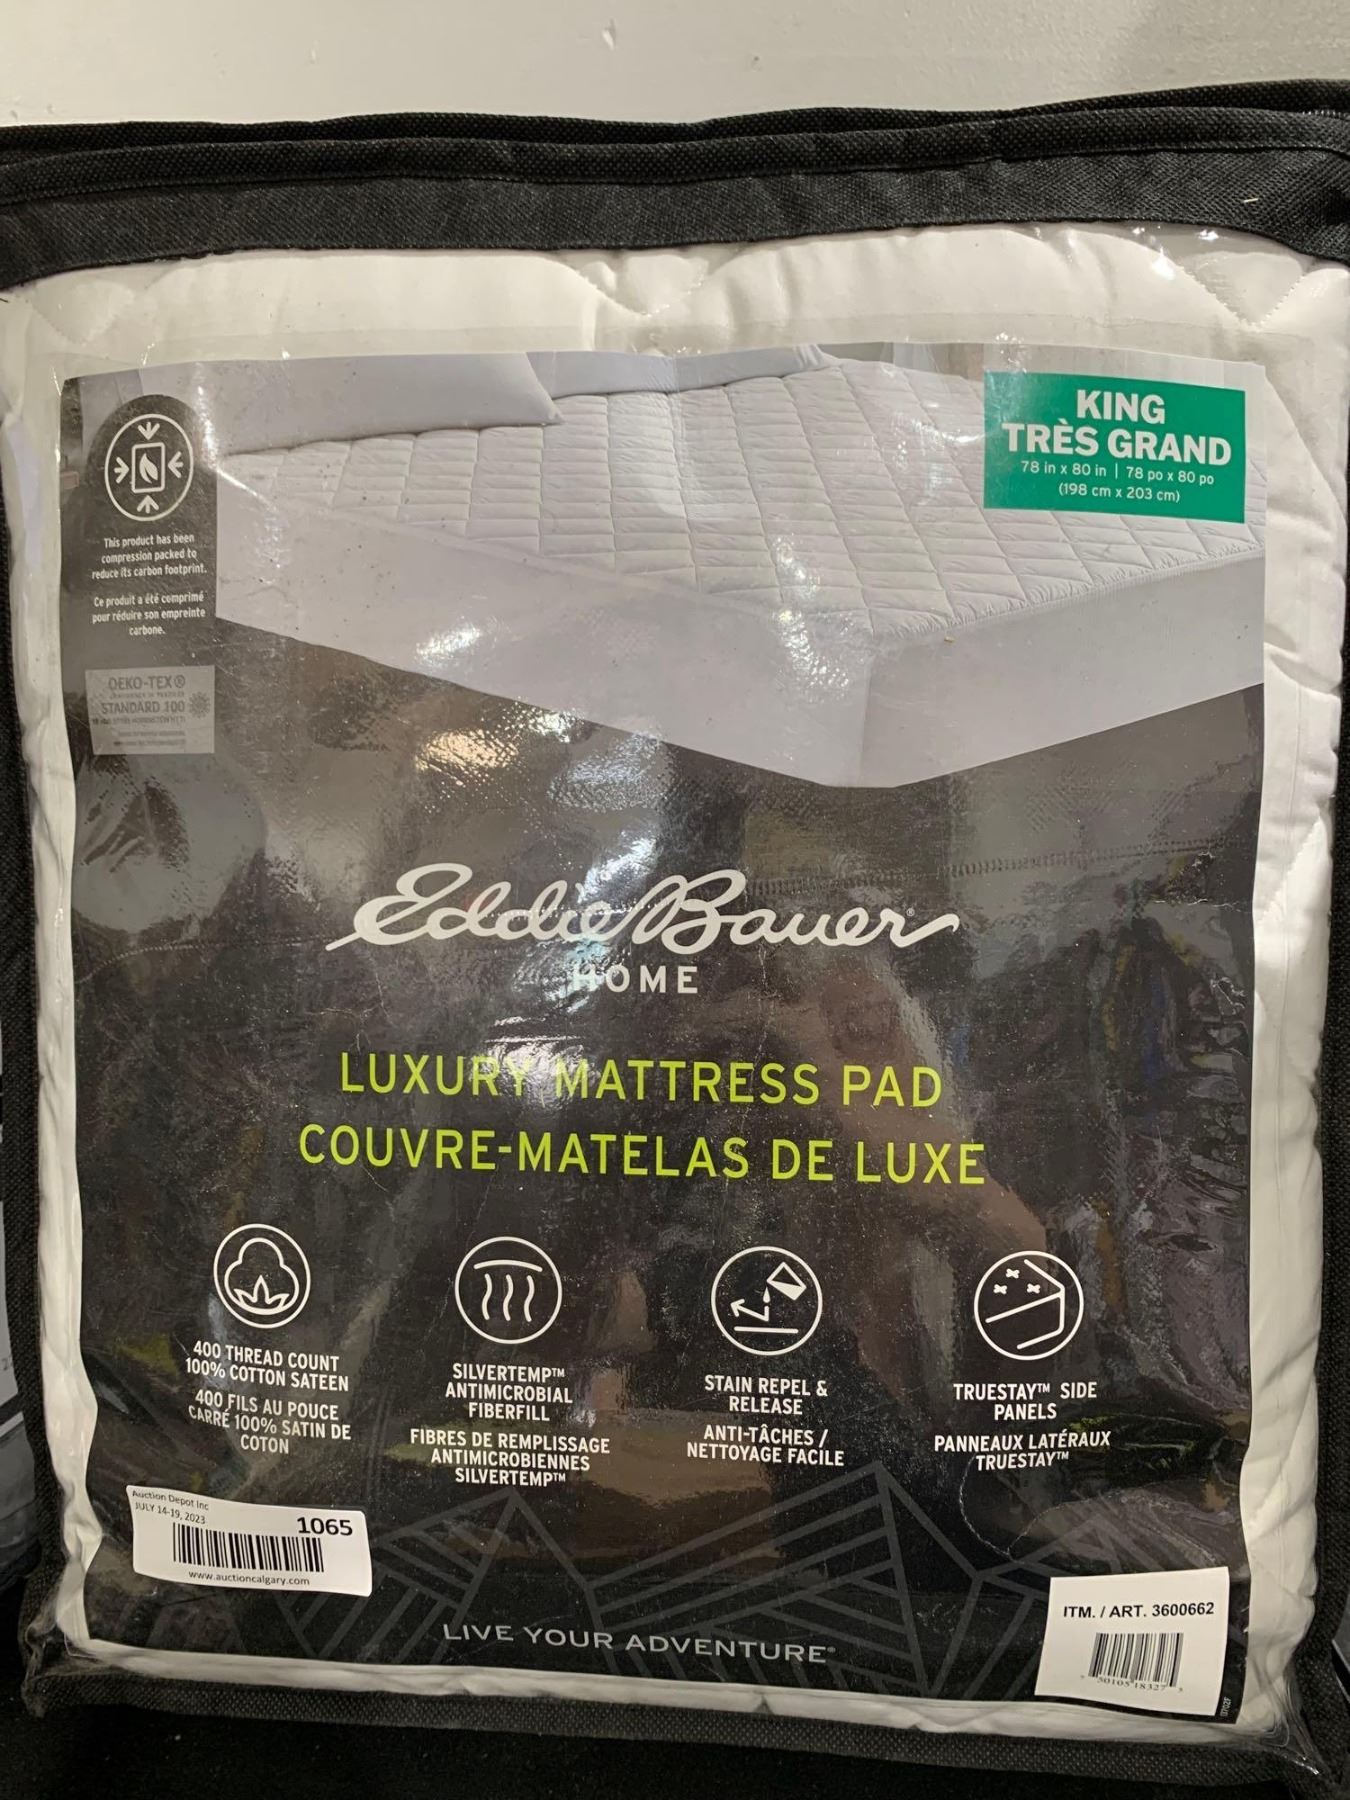 KING
TRÈS GRAND
78 in x 80 in | 78 po x 80 po
(198 cm x 203 cm)
This product has been
compression packed to
reduce its carbon footprint.
Ce produit a été comprimé
pour réduire son empreinte
carbone.
OEKO-TEX®
STANDARD 100
Eddie Bauer®
HOME
LUXURY MATTRESS PAD
COUVRE-MATELAS DE LUXE
400 THREAD COUNT
100% COTTON SATEEN
400 FILS AU POUCE
CARRÉ 100% SATIN DE
COTON
SILVERTEMP™
ANTIMICROBIAL
FIBERFILL
FIBRES DE REMPLISSAGE
ANTIMICROBIENNES
SILVERTEMP™
STAIN REPEL &
RELEASE
ANTI-TÂCHES /
NETTOYAGE FACILE
TRUESTAY™ SIDE
PANELS
PANNEAUX LATÉRAUX
TRUESTAY™
Auction Depot Inc
JULY 14-19, 2023
1065
www.auctioncalgary.com
LIVE YOUR ADVENTURE®
ITM. / ART. 3600662